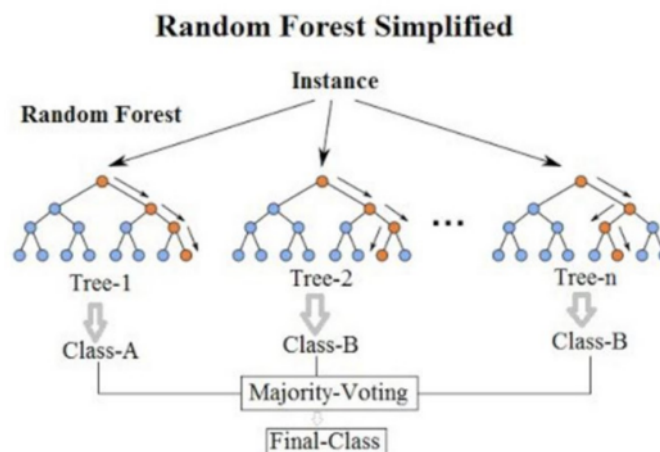 Random Forest Simplified
Instance
Random Forest
...
Tree-1
Tree-2
Tree-n
Class-A
Class-B
Class-B
Majority-Voting
Final-Class